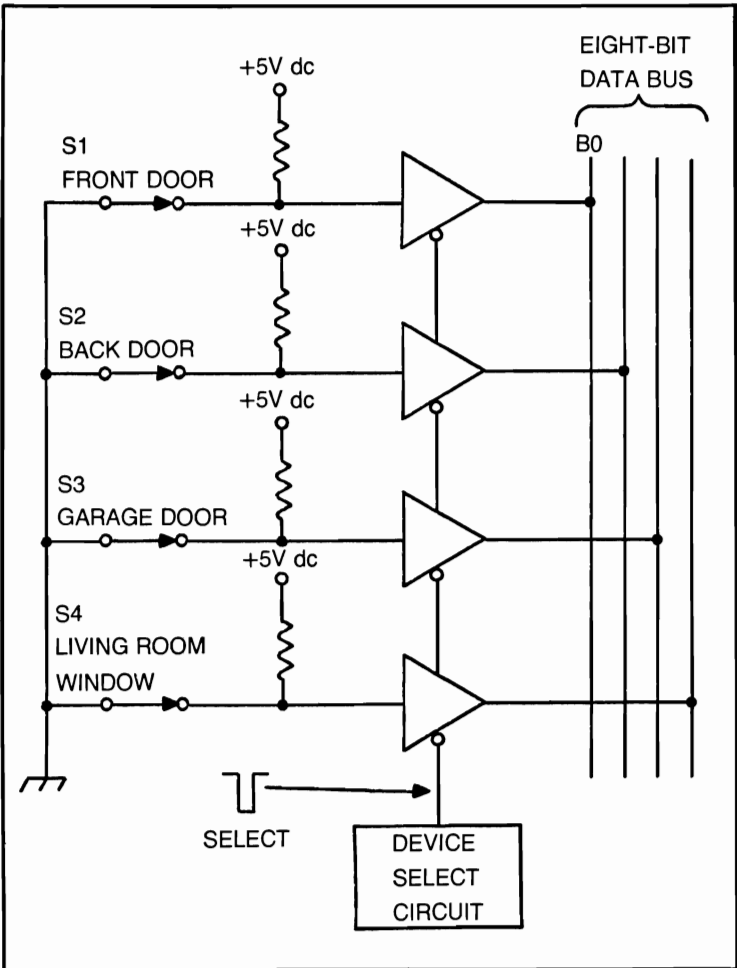 EIGHT-BIT
DATA BUS
B0
+5V dc
S1
FRONT DOOR
+5V dc
S2
BACK DOOR
+5V dc
S3
GARAGE DOOR
+5V dc
S4
LIVING ROOM
WINDOW
SELECT
DEVICE
SELECT
CIRCUIT